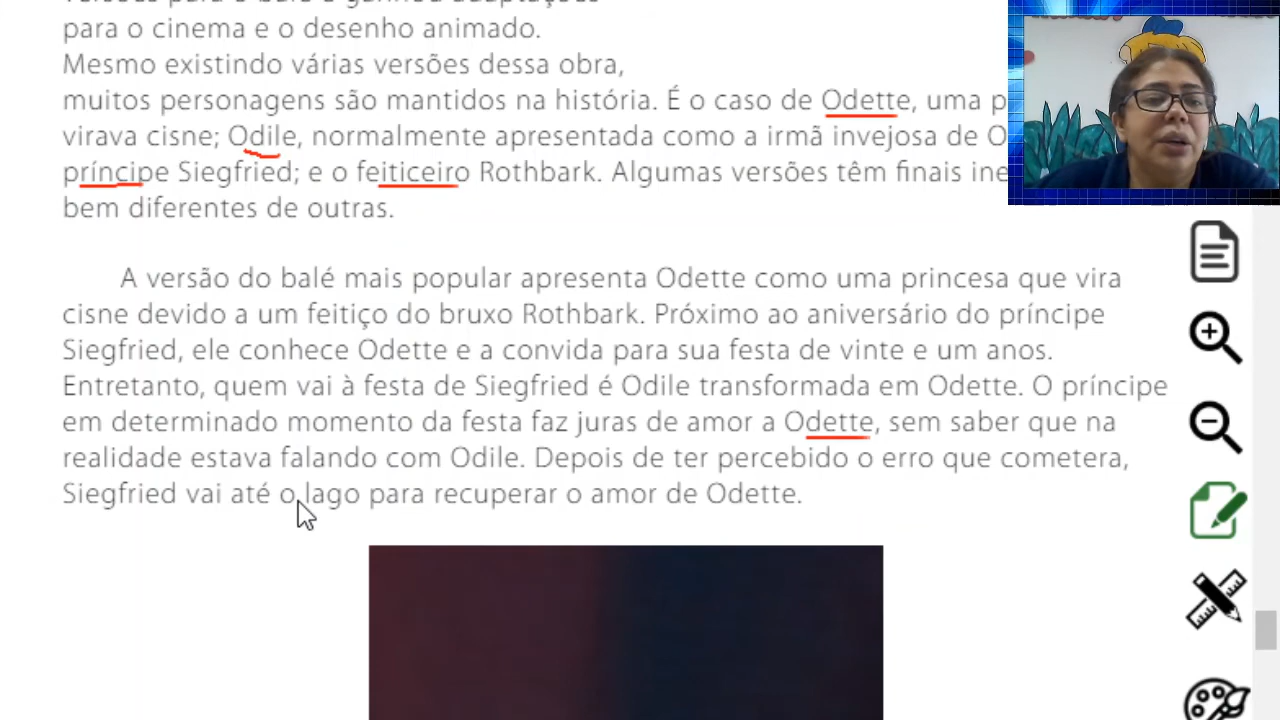 para o cinema e o desenho animado.
Mesmo existindo várias versões dessa obra,
muitos personagens são mantidos na história. É o caso de Odette, uma p
virava cisne; Odile, normalmente apresentada como a irmã invejosa de O
príncipe Siegfried; e o feiticeiro Rothbark. Algumas versões têm finais ine
bem diferentes de outras.
A versão do balé mais popular apresenta Odette como uma princesa que vira
cisne devido a um feitiço do bruxo Rothbark. Próximo ao aniversário do príncipe
Siegfried, ele conhece Odette e a convida para sua festa de vinte e um anos.
Entretanto, quem vai à festa de Siegfried é Odile transformada em Odette. O príncipe
em determinado momento da festa faz juras de amor a Odette, sem saber que na
realidade estava falando com Odile. Depois de ter percebido o erro que cometera,
Siegfried vai até o lago para recuperar o amor de Odette.